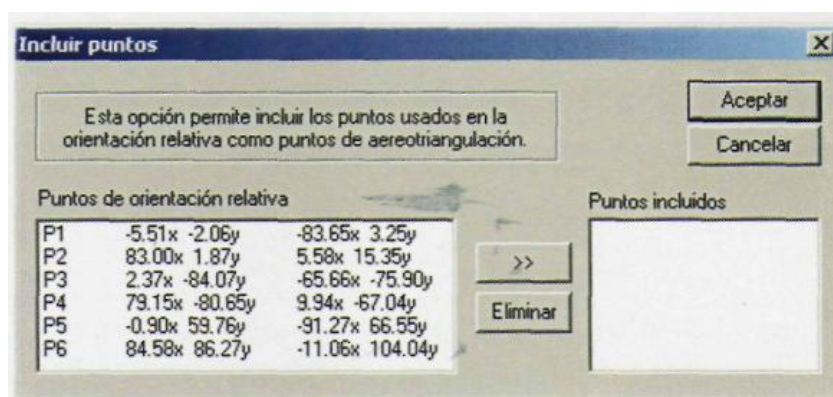 Incluir puntos
Esta opción permite incluir los puntos usados en la
orientación relativa como puntos de aereotriangulación.
Aceptar
Cancelar
Puntos de orientación relativa
P1 -5.51x -2.06y -83.65x 3.25y
P2 83.00x 1.87y 5.58x 15.35y
P3 2.37x -84.07y -65.66x -75.90y
P4 79.15x -80.65y 9.94x -67.04y
P5 -0.90x 59.76y -91.27x 66.55y
P6 84.58x 86.27y -11.06x 104.04y
>>
Eliminar
Puntos incluidos